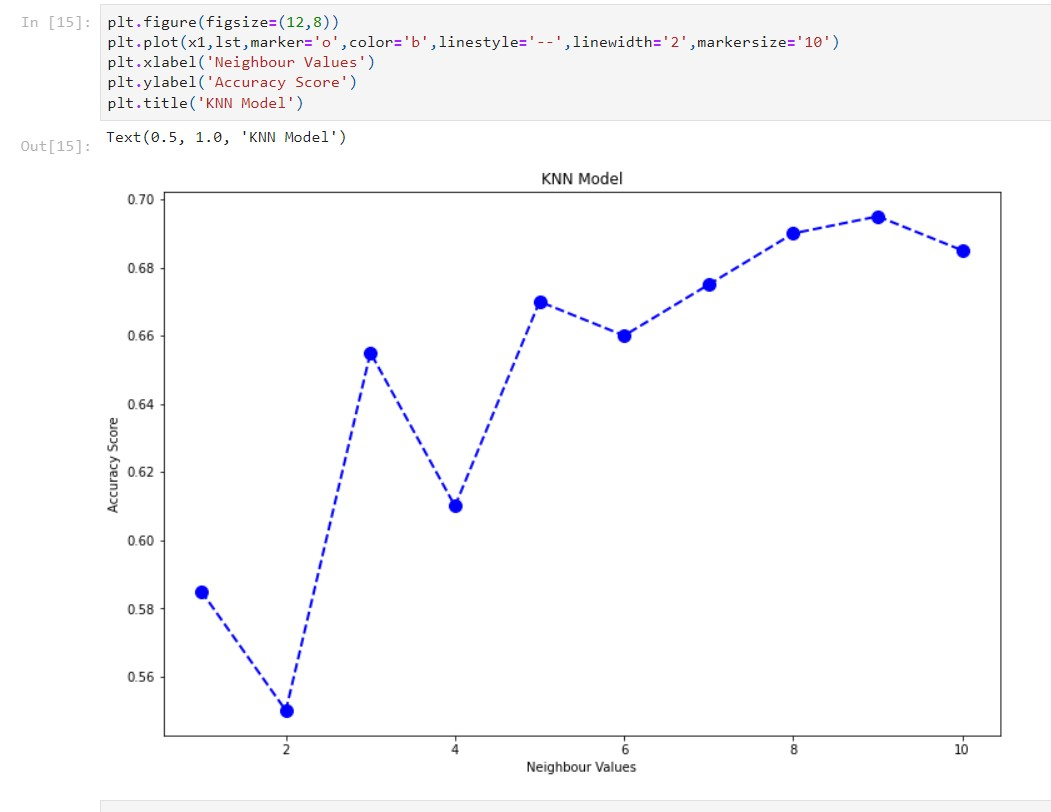 In [15]:
plt.figure(figsize=(12,8))
plt.plot(x1,lst,marker='o',color='b',linestyle='--',linewidth='2',markersize='10')
plt.xlabel('Neighbour Values')
plt.ylabel('Accuracy Score')
plt.title('KNN Model')
Out[15]:
Text(0.5, 1.0, 'KNN Model')
KNN Model
0.70
0.68
0.66
0.64
0.62
0.60
0.58
0.56
Accuracy Score
2 4 6 8 10
Neighbour Values